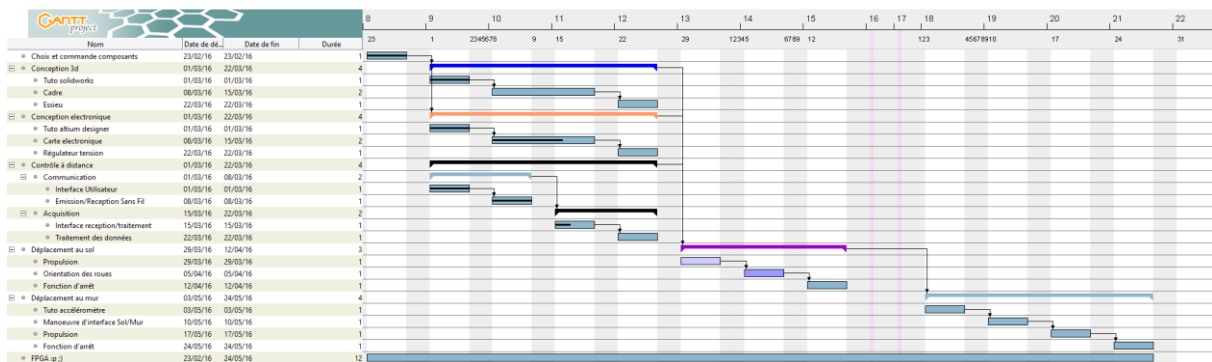 GANTT
project
8 9 10 11 12 13 14 15 16 17 18 19 20 21 22
23 1 2345678 9 15 22 29 12345 6789 12 123 45678910 17 24 31
Nom Date de dé... Date de fin Durée
Choix et commande composants 23/02/16 23/02/16 1
Conception 3d 01/03/16 22/03/16 4
Tuto solidworks 01/03/16 01/03/16 1
Cadre 08/03/16 15/03/16 2
Essieu 22/03/16 22/03/16 1
Conception electronique 01/03/16 22/03/16 4
Tuto altium designer 01/03/16 01/03/16 1
Carte electronique 08/03/16 15/03/16 2
Régulateur tension 22/03/16 22/03/16 1
Contrôle à distance 01/03/16 22/03/16 4
Communication 01/03/16 08/03/16 2
Interface Utilisateur 01/03/16 01/03/16 1
Emission/Reception Sans Fil 08/03/16 08/03/16 1
Acquisition 15/03/16 22/03/16 2
Interface reception/traitement 15/03/16 15/03/16 1
Traitement des données 22/03/16 22/03/16 1
Déplacement au sol 29/03/16 12/04/16 3
Propulsion 29/03/16 29/03/16 1
Orientation des roues 05/04/16 05/04/16 1
Fonction d'arrêt 12/04/16 12/04/16 1
Déplacement au mur 03/05/16 24/05/16 4
Tuto accéléromètre 03/05/16 03/05/16 1
Manoeuvre d'interface Sol/Mur 10/05/16 10/05/16 1
Propulsion 17/05/16 17/05/16 1
Fonction d'arrêt 24/05/16 24/05/16 1
FPGA :p ;) 23/02/16 24/05/16 12